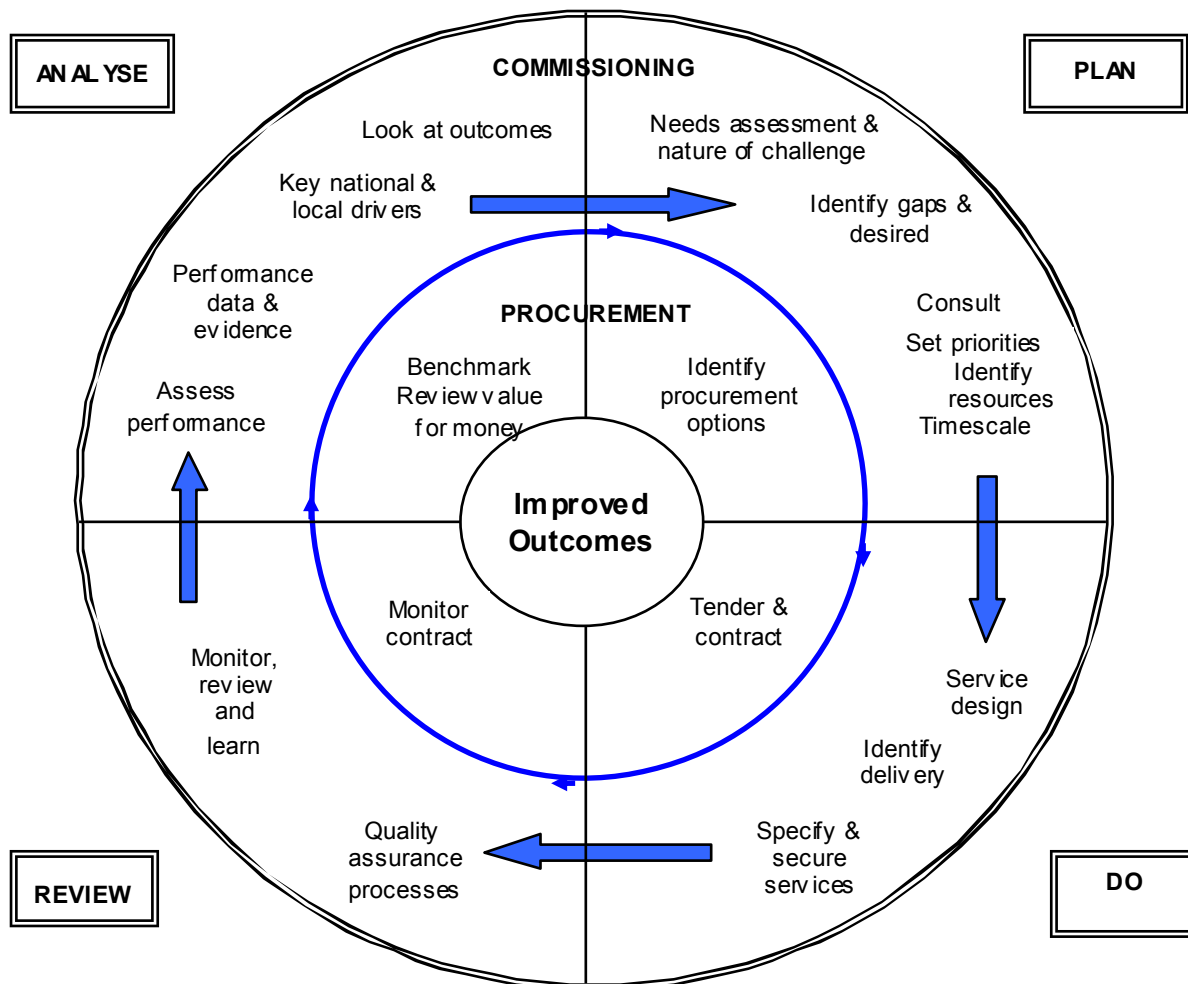 ANALYSE
PLAN
COMMISSIONING
Look at outcomes
Key national &
local drivers
Performance
data &
evidence
Assess
performance
Needs assessment &
nature of challenge
Identify gaps &
desired
Consult
Set priorities
Identify
resources
Timescale
PROCUREMENT
Benchmark
Review value
for money
Identify
procurement
options
Improved
Outcomes
Monitor
contract
Tender &
contract
Monitor,
review
and
learn
Service
design
Identify
delivery
Quality
assurance
processes
Specify &
secure
services
REVIEW
DO